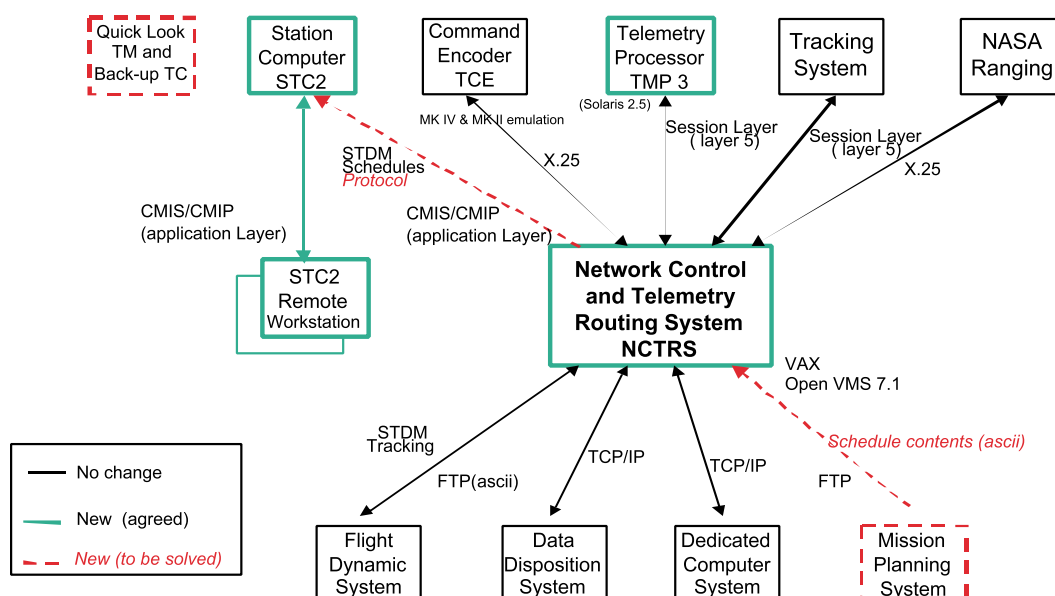 Quick Look
TM and
Back-up TC
Station
Computer
STC2
Command
Encoder
TCE
Telemetry
Processor
TMP 3
Tracking
System
NASA
Ranging
(Solaris 2.5)
MK IV & MK II emulation
STDM
Schedules
Protocol
X.25
Session Layer
( layer 5)
Session Layer
( layer 5)
X.25
CMIS/CMIP
(application Layer)
CMIS/CMIP
(application Layer)
STC2
Remote
Workstation
Network Control
and Telemetry
Routing System
NCTRS
VAX
Open VMS 7.1
STDM
Tracking
FTP(ascii)
TCP/IP
TCP/IP
Schedule contents (ascii)
FTP
No change
New (agreed)
New (to be solved)
Flight
Dynamic
System
Data
Disposition
System
Dedicated
Computer
System
Mission
Planning
System